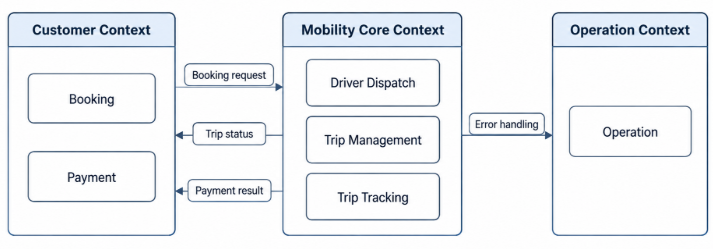 Customer Context
Booking
Payment
Booking request
Trip status
Payment result
Mobility Core Context
Driver Dispatch
Trip Management
Trip Tracking
Error handling
Operation Context
Operation